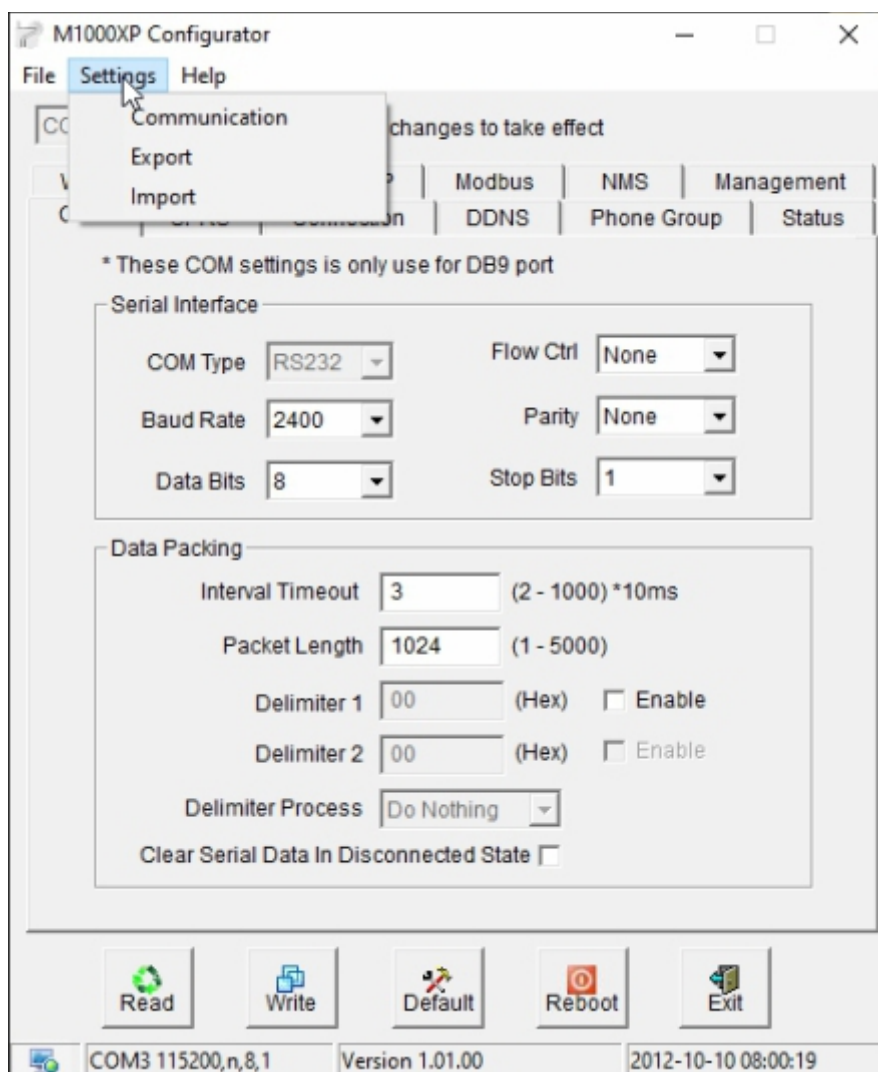 M1000XP Configurator
File Settings Help
Communication
Export
Import
changes to take effect
Modbus NMS Management
DDNS Phone Group Status
* These COM settings is only use for DB9 port
Serial Interface
COM Type RS232 Flow Ctrl None
Baud Rate 2400 Parity None
Data Bits 8 Stop Bits 1
Data Packing
Interval Timeout 3 (2 - 1000) *10ms
Packet Length 1024 (1 - 5000)
Delimiter 1 00 (Hex) Enable
Delimiter 2 00 (Hex) Enable
Delimiter Process Do Nothing
Clear Serial Data In Disconnected State
Read Write Default Reboot Exit
COM3 115200,n,8,1 Version 1.01.00 2012-10-10 08:00:19